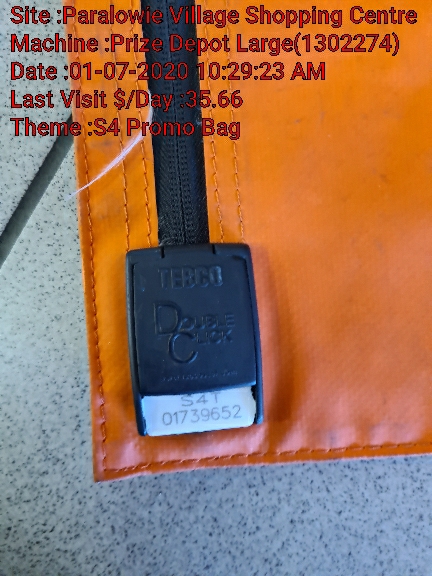 Site :Paralowie Village Shopping Centre
Machine :Prize Depot Large(1302274)
Date :01-07-2020 10:29:23 AM
Last Visit $/Day :35.66
Theme :S4 Promo Bag
TEBCO
DOUBLE
CLICK
S4T
01739652